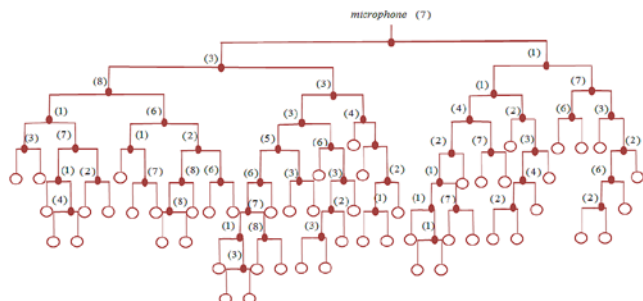 microphone (7)
(3) (1)
(8) (3) (1) (7)
(1) (6) (3) (4) (4) (2) (6) (3)
(3) (7) (1) (2) (5) (6) (2) (7) (3) (2)
(1) (2) (7) (8) (6) (6) (3) (3) (2) (1) (4) (6)
(4) (8) (7) (2) (1) (1) (7) (2) (2)
(1) (8) (3) (1)
(3)